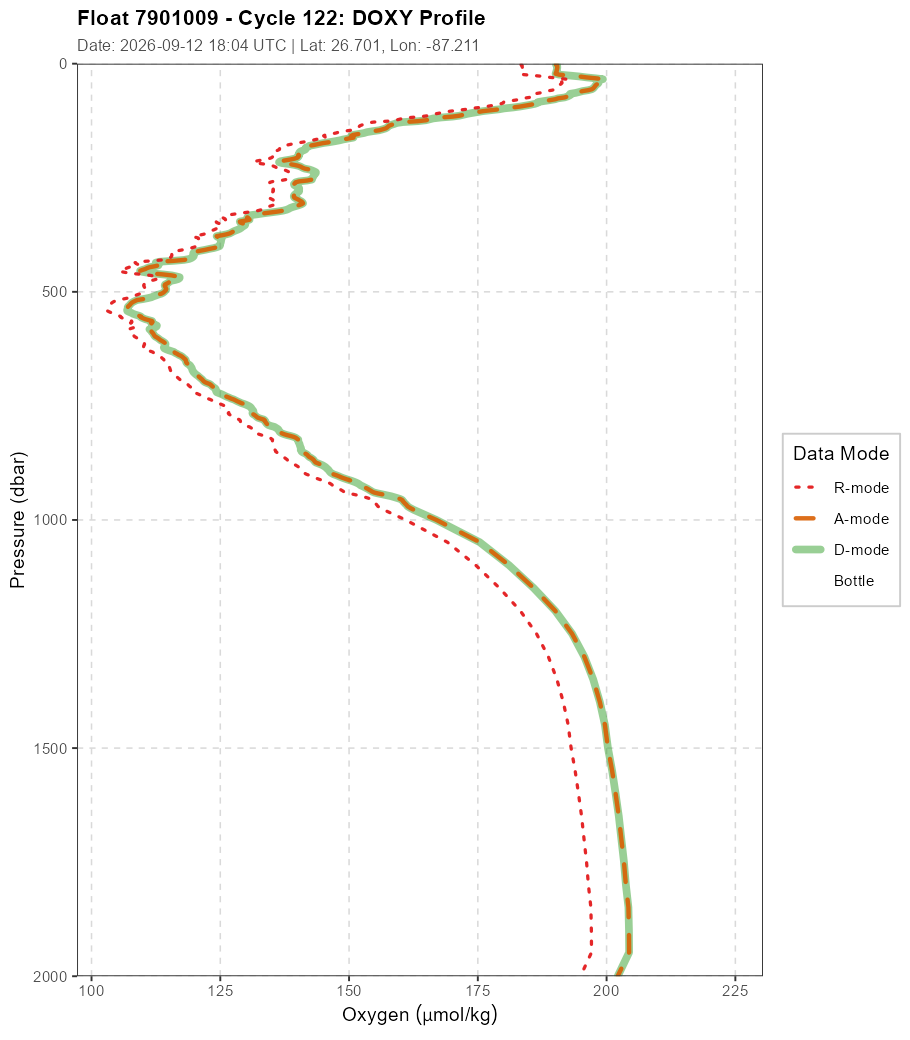 Float 7901009 - Cycle 122: DOXY Profile
Date: 2026-09-12 18:04 UTC | Lat: 26.701, Lon: -87.211
0
500
1000
1500
2000
Pressure (dbar)
100 125 150 175 200 225
Oxygen (μmol/kg)
Data Mode
R-mode
A-mode
D-mode
Bottle